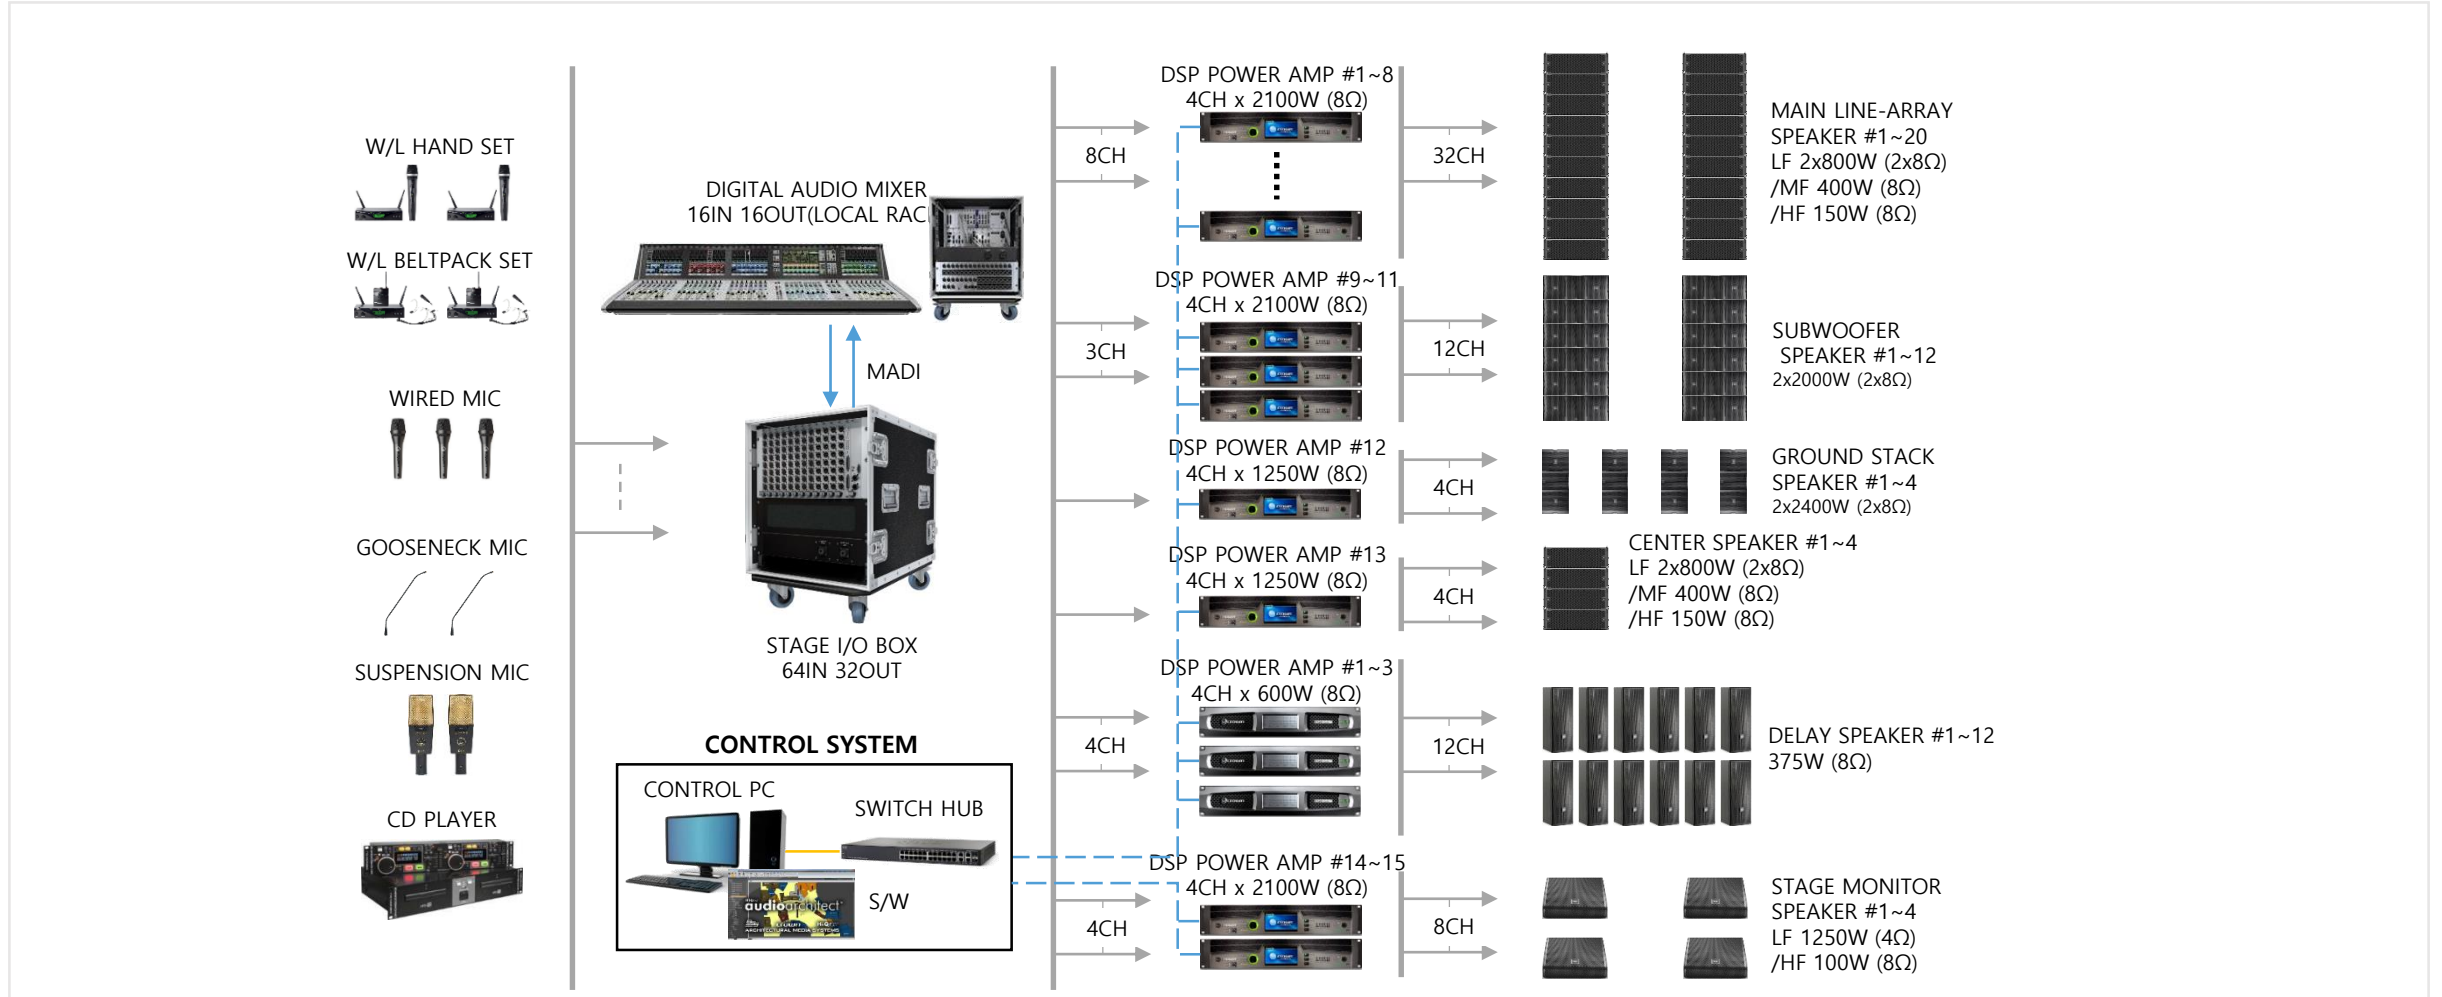 W/L HAND SET
W/L BELTPACK SET
WIRED MIC
GOOSENECK MIC
SUSPENSION MIC
CD PLAYER
DIGITAL AUDIO MIXER
16IN 16OUT(LOCAL RAC
MADI
STAGE I/O BOX
64IN 32OUT
CONTROL SYSTEM
CONTROL PC
SWITCH HUB
S/W
audioarchitect
ARCHITECTURAL MEDIA SYSTEMS
8CH
3CH
4CH
4CH
DSP POWER AMP #1~8
4CH x 2100W (8Ω)
DSP POWER AMP #9~11
4CH x 2100W (8Ω)
DSP POWER AMP #12
4CH x 1250W (8Ω)
DSP POWER AMP #13
4CH x 1250W (8Ω)
DSP POWER AMP #1~3
4CH x 600W (8Ω)
DSP POWER AMP #14~15
4CH x 2100W (8Ω)
32CH
12CH
4CH
4CH
12CH
8CH
MAIN LINE-ARRAY
SPEAKER #1~20
LF 2x800W (2x8Ω)
/MF 400W (8Ω)
/HF 150W (8Ω)
SUBWOOFER
SPEAKER #1~12
2x2000W (2x8Ω)
GROUND STACK
SPEAKER #1~4
2x2400W (2x8Ω)
CENTER SPEAKER #1~4
LF 2x800W (2x8Ω)
/MF 400W (8Ω)
/HF 150W (8Ω)
DELAY SPEAKER #1~12
375W (8Ω)
STAGE MONITOR
SPEAKER #1~4
LF 1250W (4Ω)
/HF 100W (8Ω)